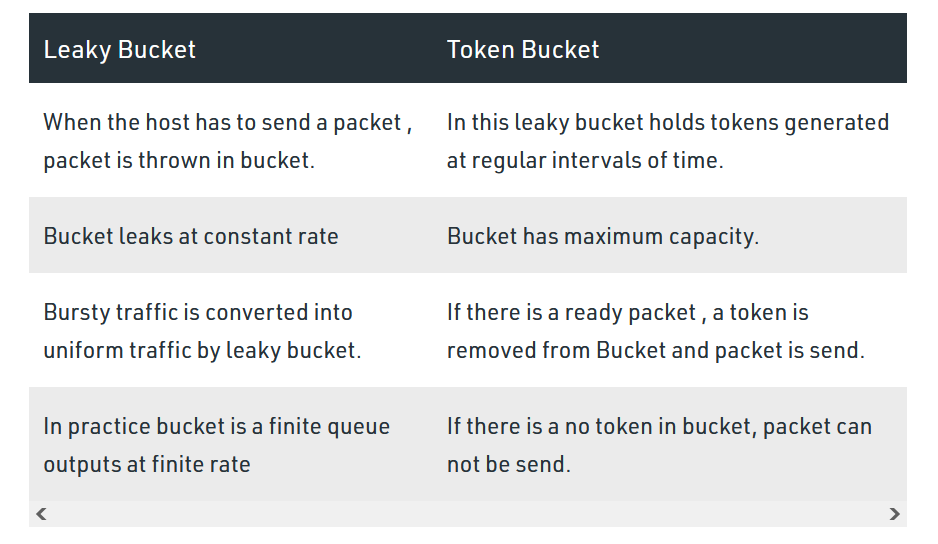 Leaky Bucket
Token Bucket
When the host has to send a packet ,
packet is thrown in bucket.
In this leaky bucket holds tokens generated
at regular intervals of time.
Bucket leaks at constant rate
Bucket has maximum capacity.
Bursty traffic is converted into
uniform traffic by leaky bucket.
If there is a ready packet , a token is
removed from Bucket and packet is send.
In practice bucket is a finite queue
outputs at finite rate
If there is a no token in bucket, packet can
not be send.